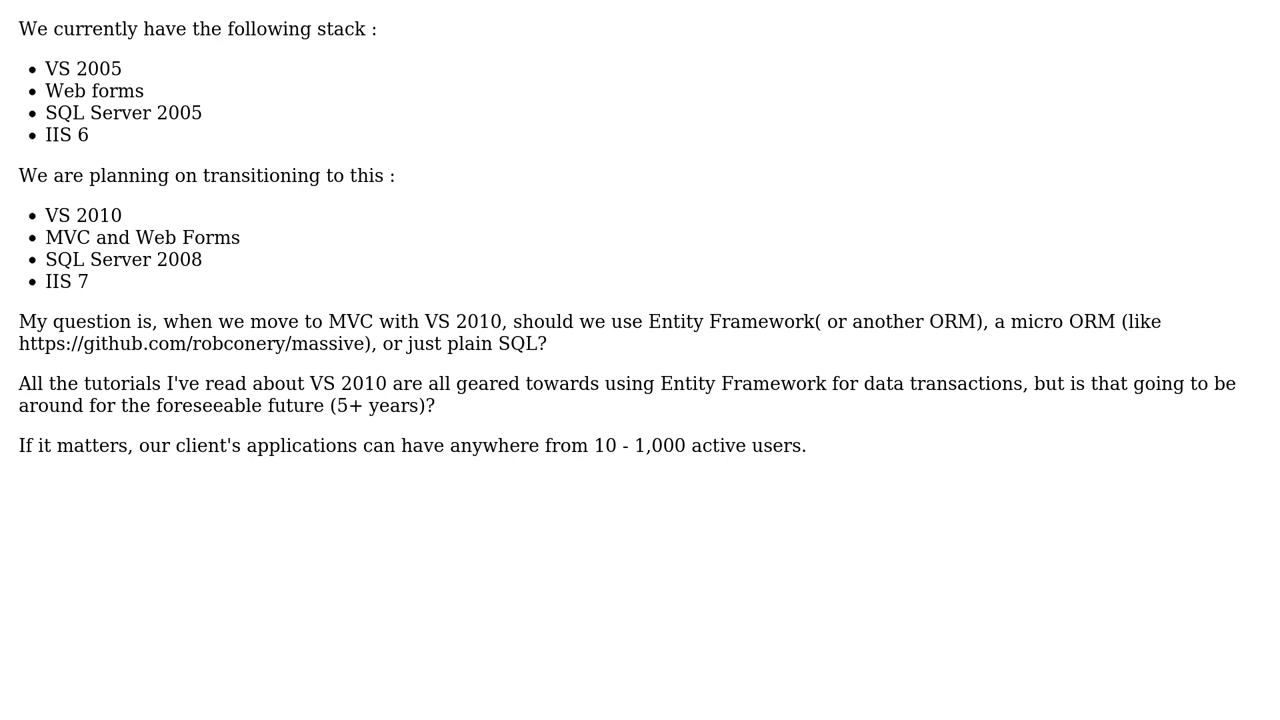 We currently have the following stack :
• VS 2005
• Web forms
• SQL Server 2005
• IIS 6
We are planning on transitioning to this :
• VS 2010
• MVC and Web Forms
• SQL Server 2008
• IIS 7
My question is, when we move to MVC with VS 2010, should we use Entity Framework( or another ORM), a micro ORM (like
https://github.com/robconery/massive), or just plain SQL?
All the tutorials I've read about VS 2010 are all geared towards using Entity Framework for data transactions, but is that going to be
around for the foreseeable future (5+ years)?
If it matters, our client's applications can have anywhere from 10 - 1,000 active users.